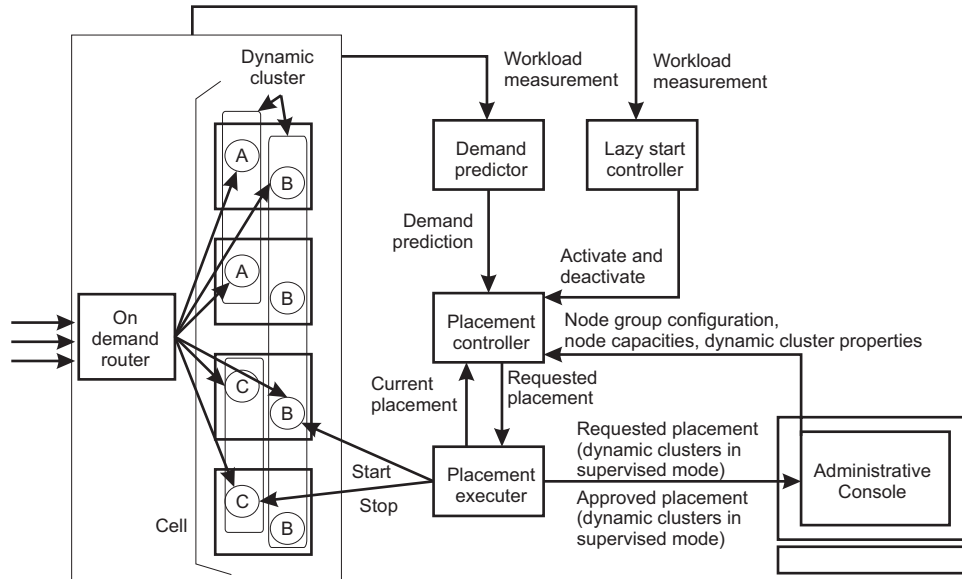 Dynamic
cluster
Workload
measurement
Workload
measurement
A
B
Demand
predictor
Lazy start
controller
Demand
prediction
Activate and
deactivate
A
B
On
demand
router
Placement
controller
Node group configuration,
node capacities, dynamic cluster properties
C
B
Current
placement
Requested
placement
Requested placement
(dynamic clusters in
supervised mode)
Start
Stop
Placement
executer
Administrative
Console
Approved placement
(dynamic clusters in
supervised mode)
C
B
Cell